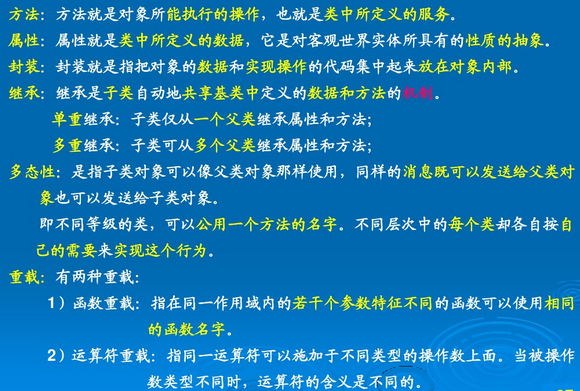 方法：方法就是对象所能执行的操作，也就是类中所定义的服务。
属性：属性就是类中所定义的数据，它是对客观世界实体所具有的性质的抽象。
封装：封装就是指把对象的数据和实现操作的代码集中起来放在对象内部。
继承：继承是子类自动地共享基类中定义的数据和方法的机制。
单重继承：子类仅从一个父类继承属性和方法；
多重继承：子类可从多个父类继承属性和方法；
多态性：是指子类对象可以像父类对象那样使用，同样的消息既可以发送给父类对
象也可以发送给子类对象。
即不同等级的类，可以公用一个方法的名字。不同层次中的每个类却各自按自
己的需要来实现这个行为。
重载：有两种重载：
1）函数重载：指在同一作用域内的若干个参数特征不同的函数可以使用相同
的函数名字。
2）运算符重载：指同一运算符可以施加于不同类型的操作数上面。当被操作
数类型不同时，运算符的含义是不同的。